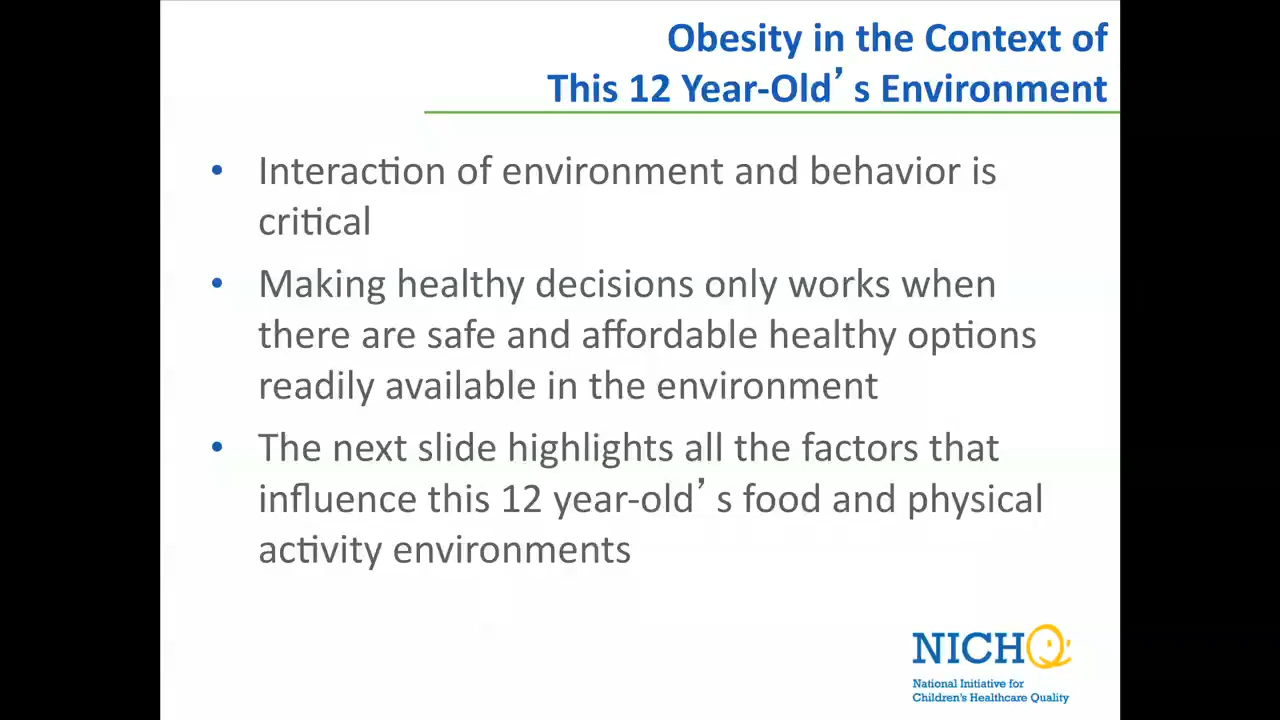 Obesity in the Context of
This 12 Year-Old’ s Environment
• Interaction of environment and behavior is
critical
• Making healthy decisions only works when
there are safe and affordable healthy options
readily available in the environment
• The next slide highlights all the factors that
influence this 12 year-old’ s food and physical
activity environments
NICHQ
National Initiative for
Children's Healthcare Quality